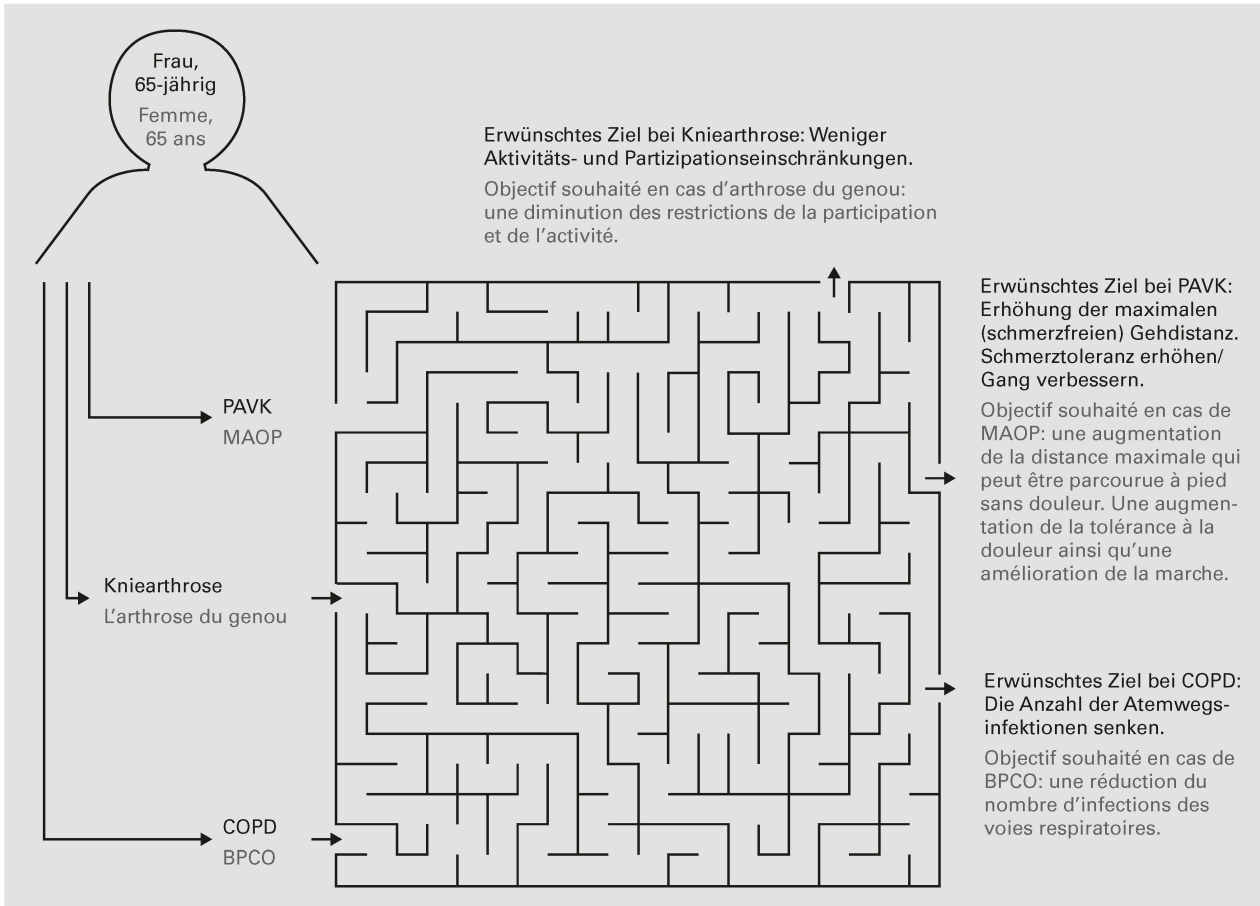 Frau,
65-jährig
Femme,
65 ans
Erwünschtes Ziel bei Kniearthrose: Weniger
Aktivitäts- und Partizipationseinschränkungen.
Objectif souhaité en cas d’arthrose du genou:
une diminution des restrictions de la participation
et de l’activité.
Erwünschtes Ziel bei PAVK:
Erhöhung der maximalen
(schmerzfreien) Gehdistanz.
Schmerztoleranz erhöhen/
Gang verbessern.
Objectif souhaité en cas de
MAOP: une augmentation
de la distance maximale qui
peut être parcourue à pied
sans douleur. Une augmen-
tation de la tolérance à la
douleur ainsi qu’une
amélioration de la marche.
PAVK
MAOP
Kniearthrose
L’arthrose du genou
Erwünschtes Ziel bei COPD:
Die Anzahl der Atemwegs-
infektionen senken.
Objectif souhaité en cas de
BPCO: une réduction du
nombre d’infections des
voies respiratoires.
COPD
BPCO